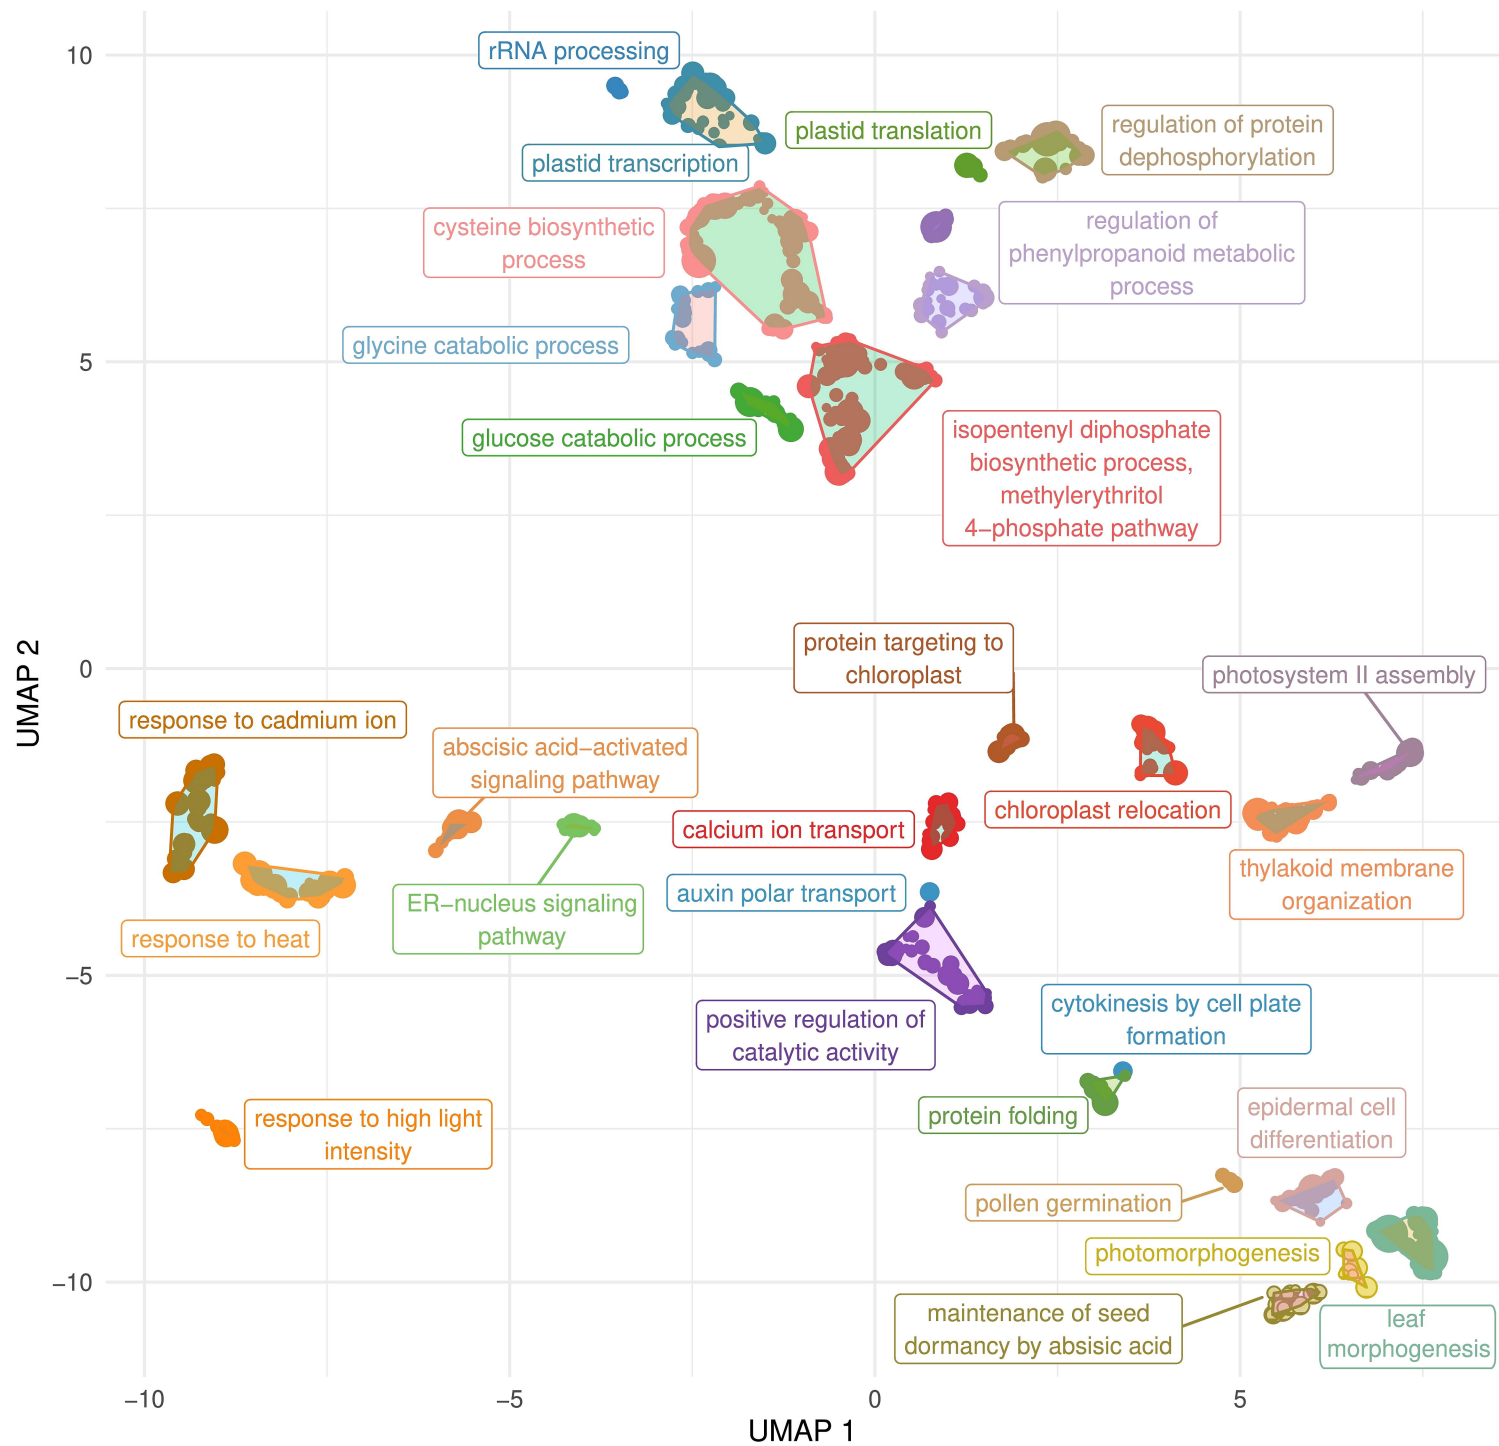 10
rRNA processing
plastid transcription
plastid translation
regulation of protein
dephosphorylation
cysteine biosynthetic
process
regulation of
phenylpropanoid metabolic
process
glycine catabolic process
5
glucose catabolic process
isopentenyl diphosphate
biosynthetic process,
methylerythritol
4−phosphate pathway
UMAP 2
0
protein targeting to
chloroplast
photosystem II assembly
response to cadmium ion
abscisic acid−activated
signaling pathway
calcium ion transport
chloroplast relocation
thylakoid membrane
organization
auxin polar transport
ER−nucleus signaling
pathway
response to heat
−5
positive regulation of
catalytic activity
cytokinesis by cell plate
formation
protein folding
response to high light
intensity
epidermal cell
differentiation
pollen germination
photomorphogenesis
−10
maintenance of seed
dormancy by absisic acid
leaf
morphogenesis
−10
−5
0
5
UMAP 1